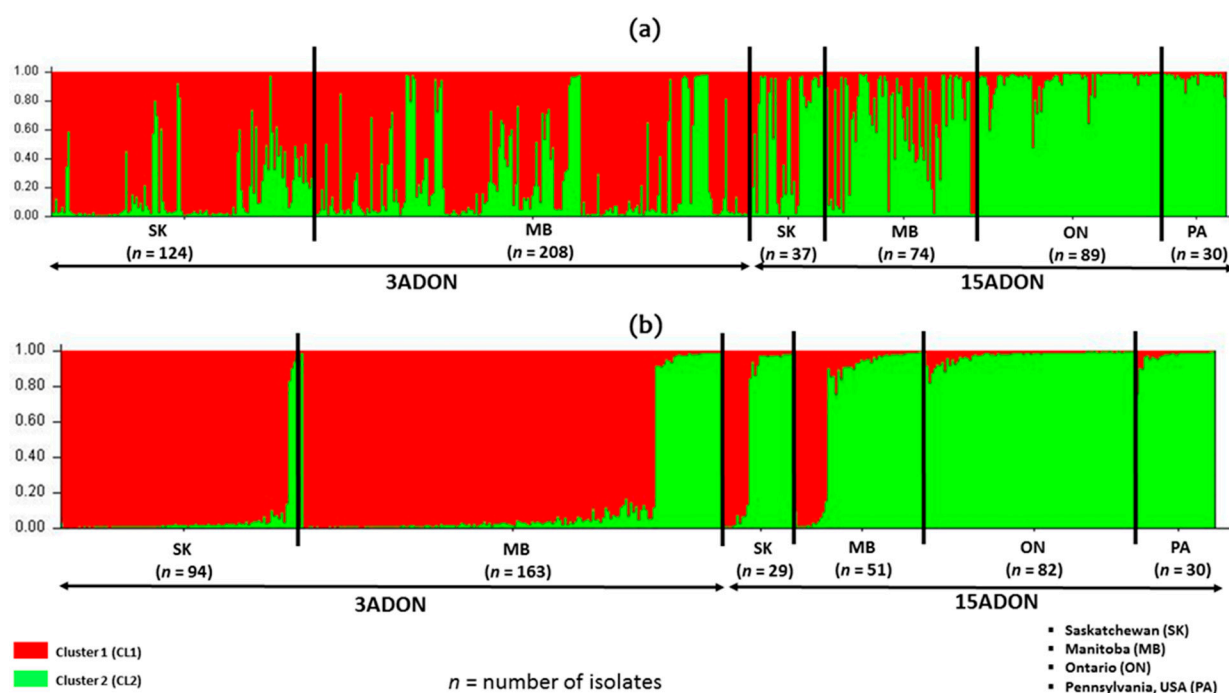 (a)
1.00
0.80
0.60
0.40
0.20
0.00
SK MB SK MB ON PA
(n = 124) (n = 208) (n = 37) (n = 74) (n = 89) (n = 30)
3ADON 15ADON
(b)
1.00
0.80
0.60
0.40
0.20
0.00
SK MB SK MB ON PA
(n = 94) (n = 163) (n = 29) (n = 51) (n = 82) (n = 30)
3ADON 15ADON
Cluster 1 (CL1)
Cluster 2 (CL2)
n = number of isolates
▪ Saskatchewan (SK)
▪ Manitoba (MB)
▪ Ontario (ON)
▪ Pennsylvania, USA (PA)